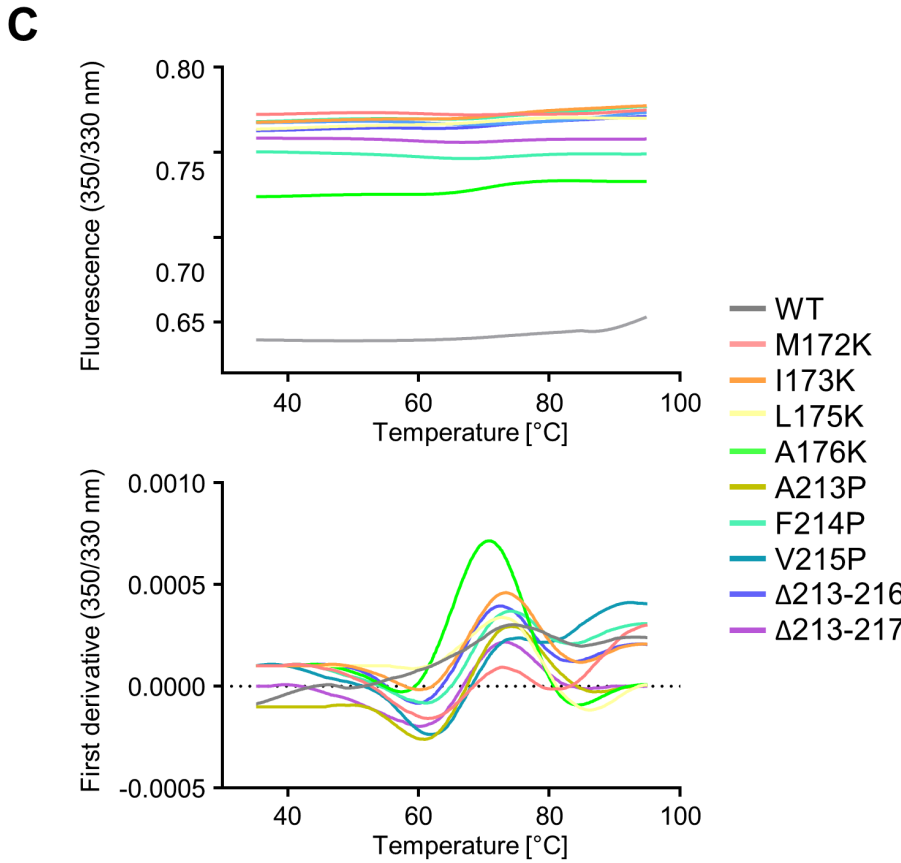 C
Fluorescence (350/330 nm)
0.80
0.75
0.70
0.65
40 60 80 100
Temperature [°C]
First derivative (350/330 nm)
0.0010
0.0005
0.0000
-0.0005
40 60 80 100
Temperature [°C]
WT
M172K
I173K
L175K
A176K
A213P
F214P
V215P
Δ213-216
Δ213-217